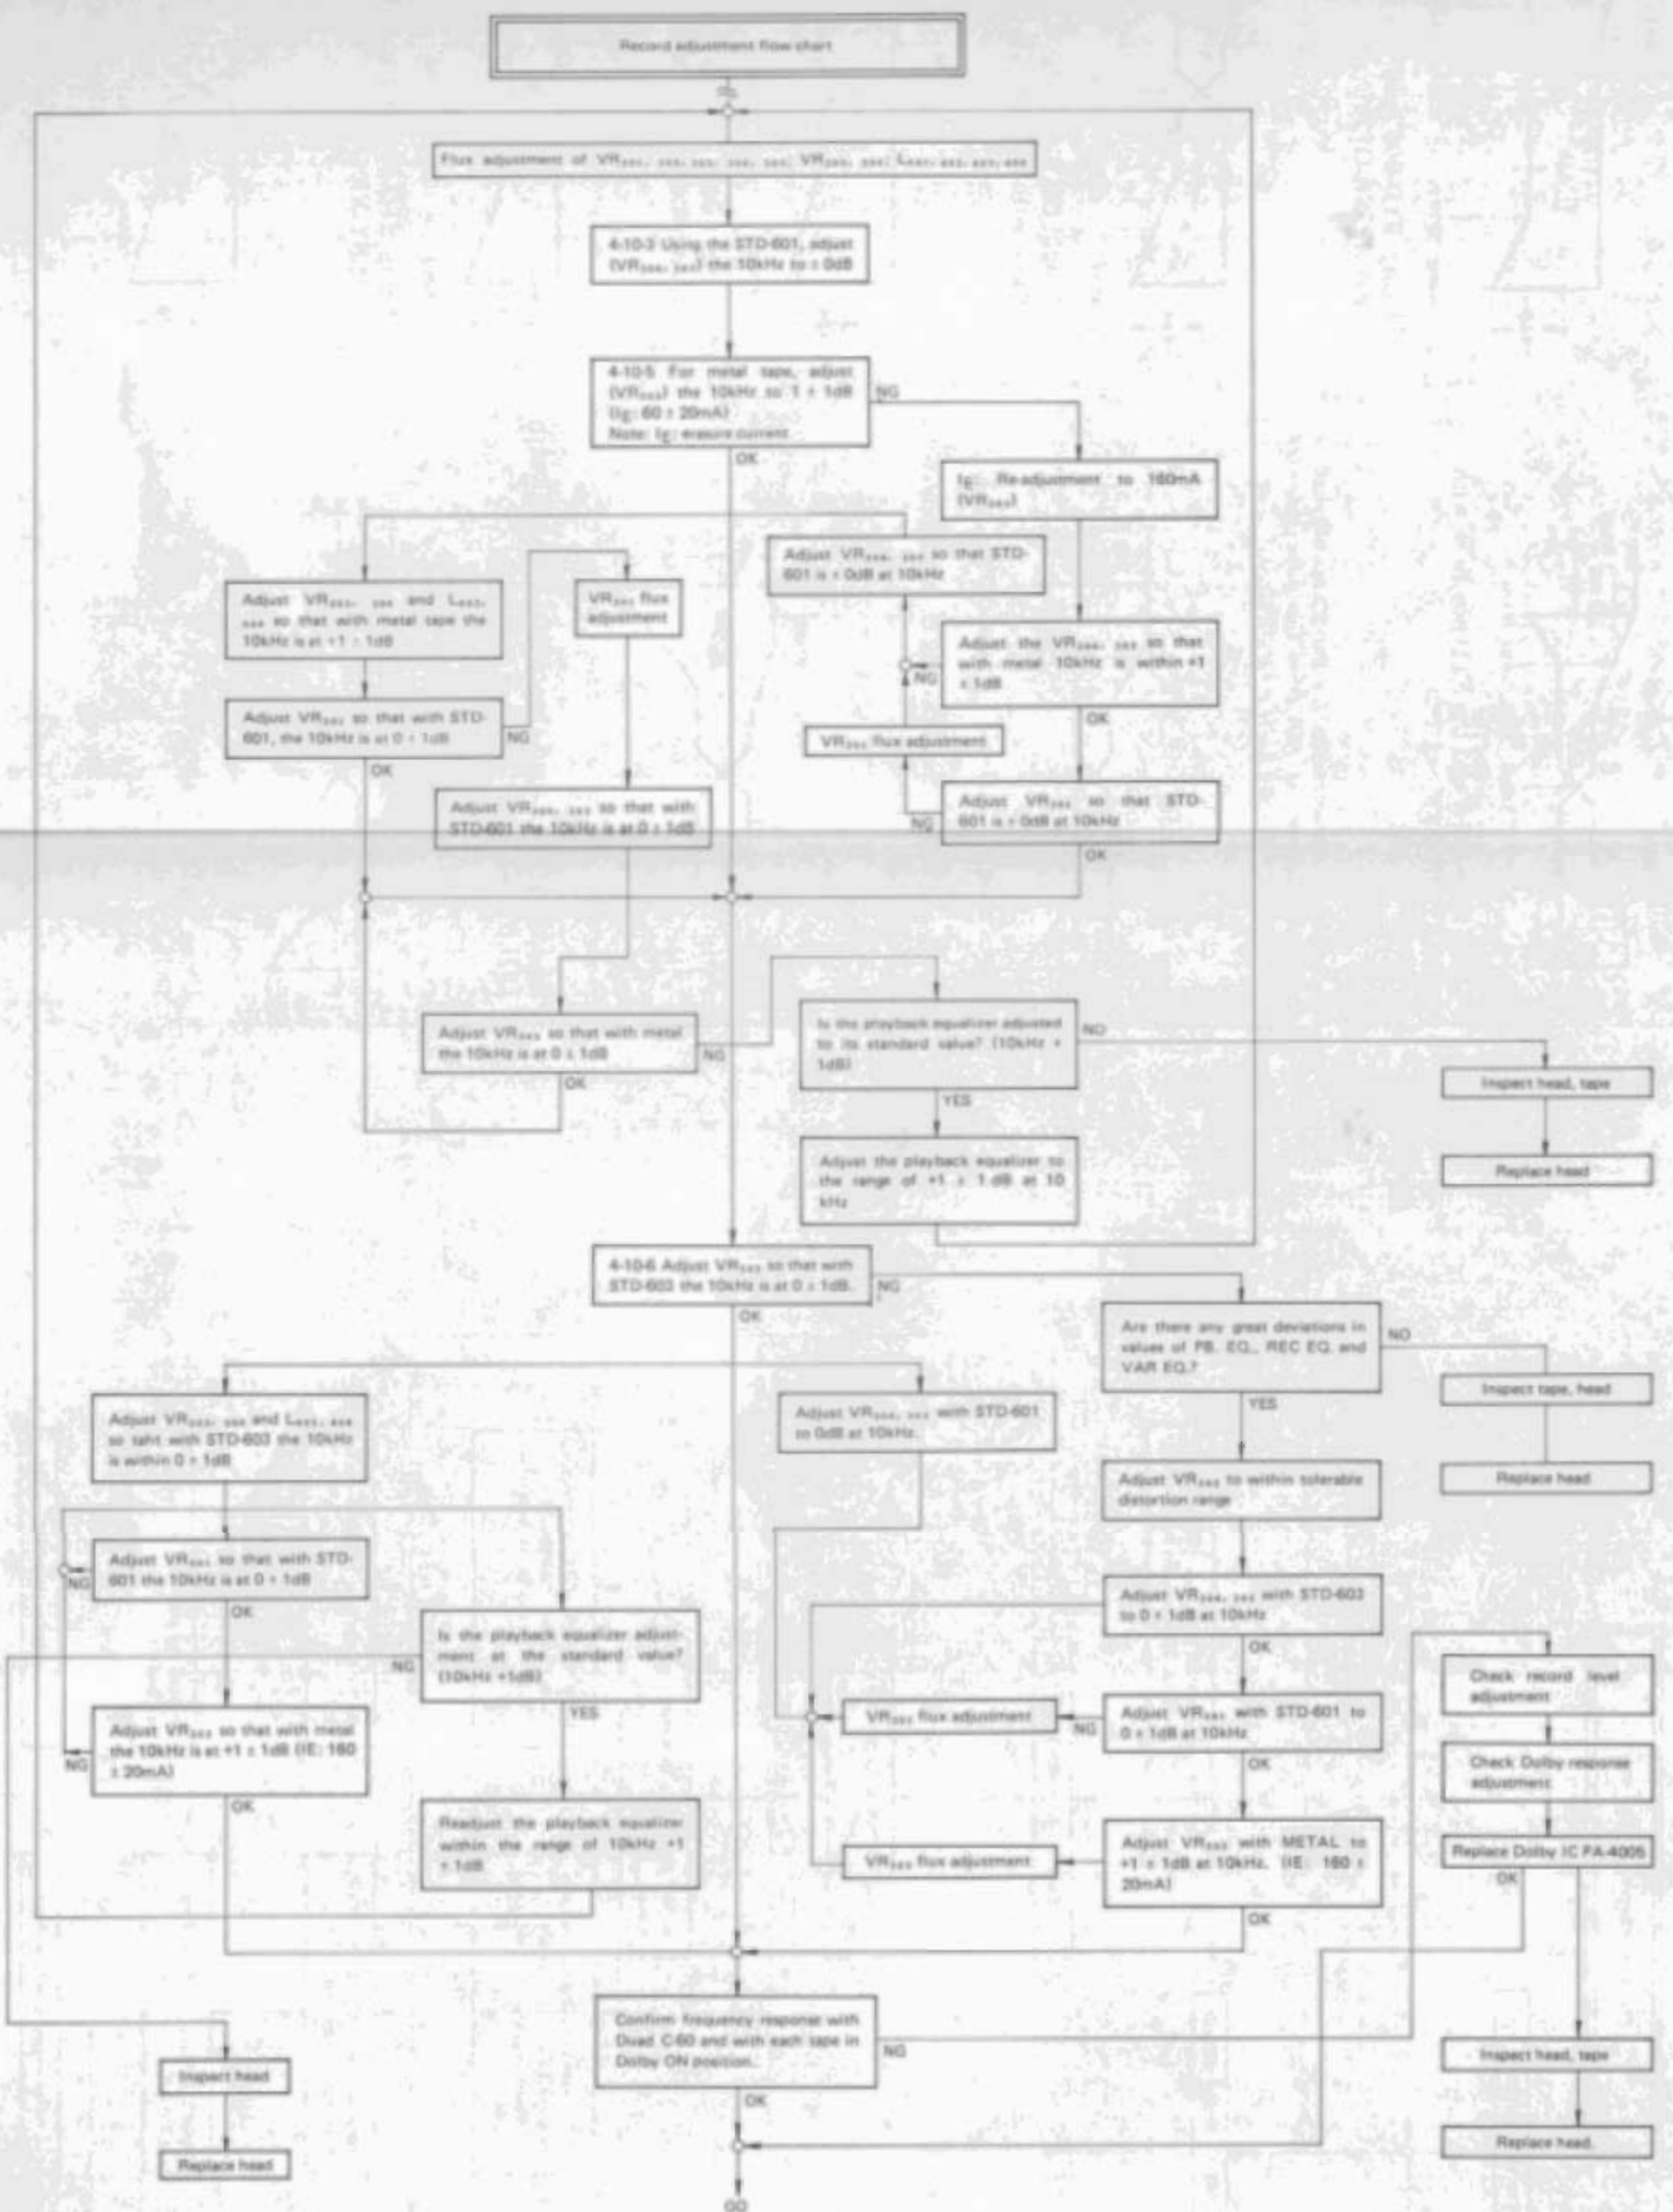 Record adjustment flow chart
Flux adjustment of VR
4-10-3 Using the STD-601, adjust
(VR the 10kHz to ± 0dB
4-10-5 For metal tape, adjust
(VR the 10kHz to 1 ± 1dB
± 20mA)
Note: erasure current
NG
OK
Re-adjustment to 160mA
(VR
Adjust VR so that STD-
601 is ± 0dB at 10kHz
Adjust VR and L
so that with metal tape the
10kHz is at +1 ± 1dB
VR flux
adjustment
Adjust the VR so that
with metal 10kHz is within +1
± 1dB
NG
OK
Adjust VR so that with STD-
601, the 10kHz is at 0 ± 1dB
NG
OK
VR flux adjustment
Adjust VR so that with
STD-601 the 10kHz is at 0 ± 1dB
Adjust VR so that STD-
601 is ± 0dB at 10kHz
NG
OK
Adjust VR so that with metal
the 10kHz is at 0 ± 1dB
NG
OK
Is the playback equalizer adjusted
to its standard value? (10kHz +
1dB)
NO
YES
Inspect head, tape
Replace head
Adjust the playback equalizer to
the range of +1 ± 1 dB at 10
kHz
4-10-6 Adjust VR so that with
STD-603 the 10kHz is at 0 ± 1dB.
NG
OK
Are there any great deviations in
values of PB. EQ., REC EQ. and
VAR EQ.?
NO
YES
Inspect tape, head
Replace head
Adjust VR and L
so taht with STD-603 the 10kHz
is within 0 ± 1dB
Adjust VR with STD-601
to 0dB at 10kHz.
Adjust VR to within tolerable
distortion range
Adjust VR so that with STD-
601 the 10kHz is at 0 ± 1dB
NG
OK
Adjust VR with STD-603
to 0 ± 1dB at 10kHz
OK
Is the playback equalizer adjust-
ment at the standard value?
(10kHz +1dB)
NG
YES
Check record level
adjustment
VR flux adjustment
Adjust VR with STD-601 to
0 ± 1dB at 10kHz
NG
OK
Adjust VR so that with metal
the 10kHz is at +1 ± 1dB (IE: 160
± 20mA)
NG
OK
Check Dolby response
adjustment
Readjust the playback equalizer
within the range of 10kHz +1
± 1dB
VR flux adjustment
Adjust VR with METAL to
+1 ± 1dB at 10kHz. (IE: 160 ±
20mA)
OK
Replace Dolby IC PA-4005
OK
Confirm frequency response with
Duad C-60 and with each tape in
Dolby ON position.
NG
OK
Inspect head
Replace head
Inspect head, tape
Replace head.
GO